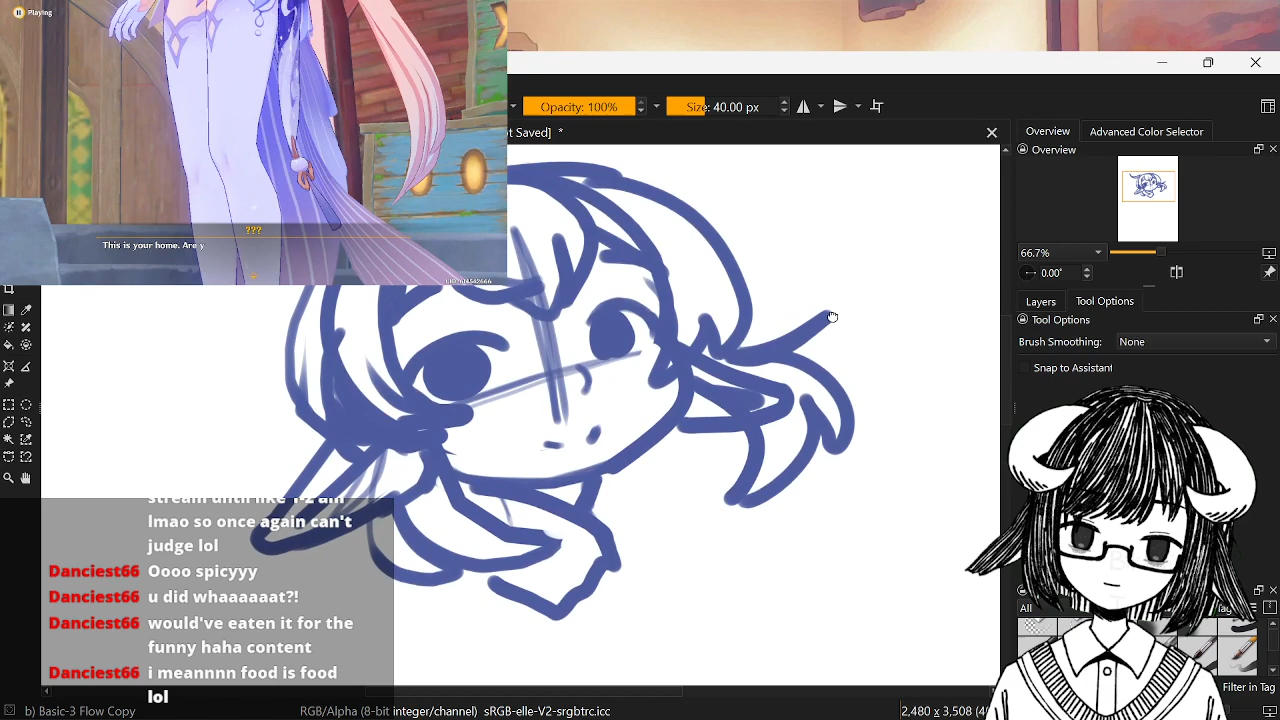 Playing
???
This is your home. Are y
Opacity: 100%
Size: 40.00 px
ot Saved] *
Overview
Advanced Color Selector
Overview
66.7%
0.00°
Layers
Tool Options
Tool Options
Brush Smoothing:
None
Snap to Assistant
lmao so once again can't
judge lol
Danciest66 Oooo spicyyy
Danciest66 u did whaaaaaat?!
Danciest66 would've eaten it for the
funny haha content
Danciest66 i meannnn food is food
lol
All
Filter in Tag
b) Basic-3 Flow Copy
RGB/Alpha (8-bit integer/channel) sRGB-elle-V2-srgbtrc.icc
2,480 x 3,508 (4